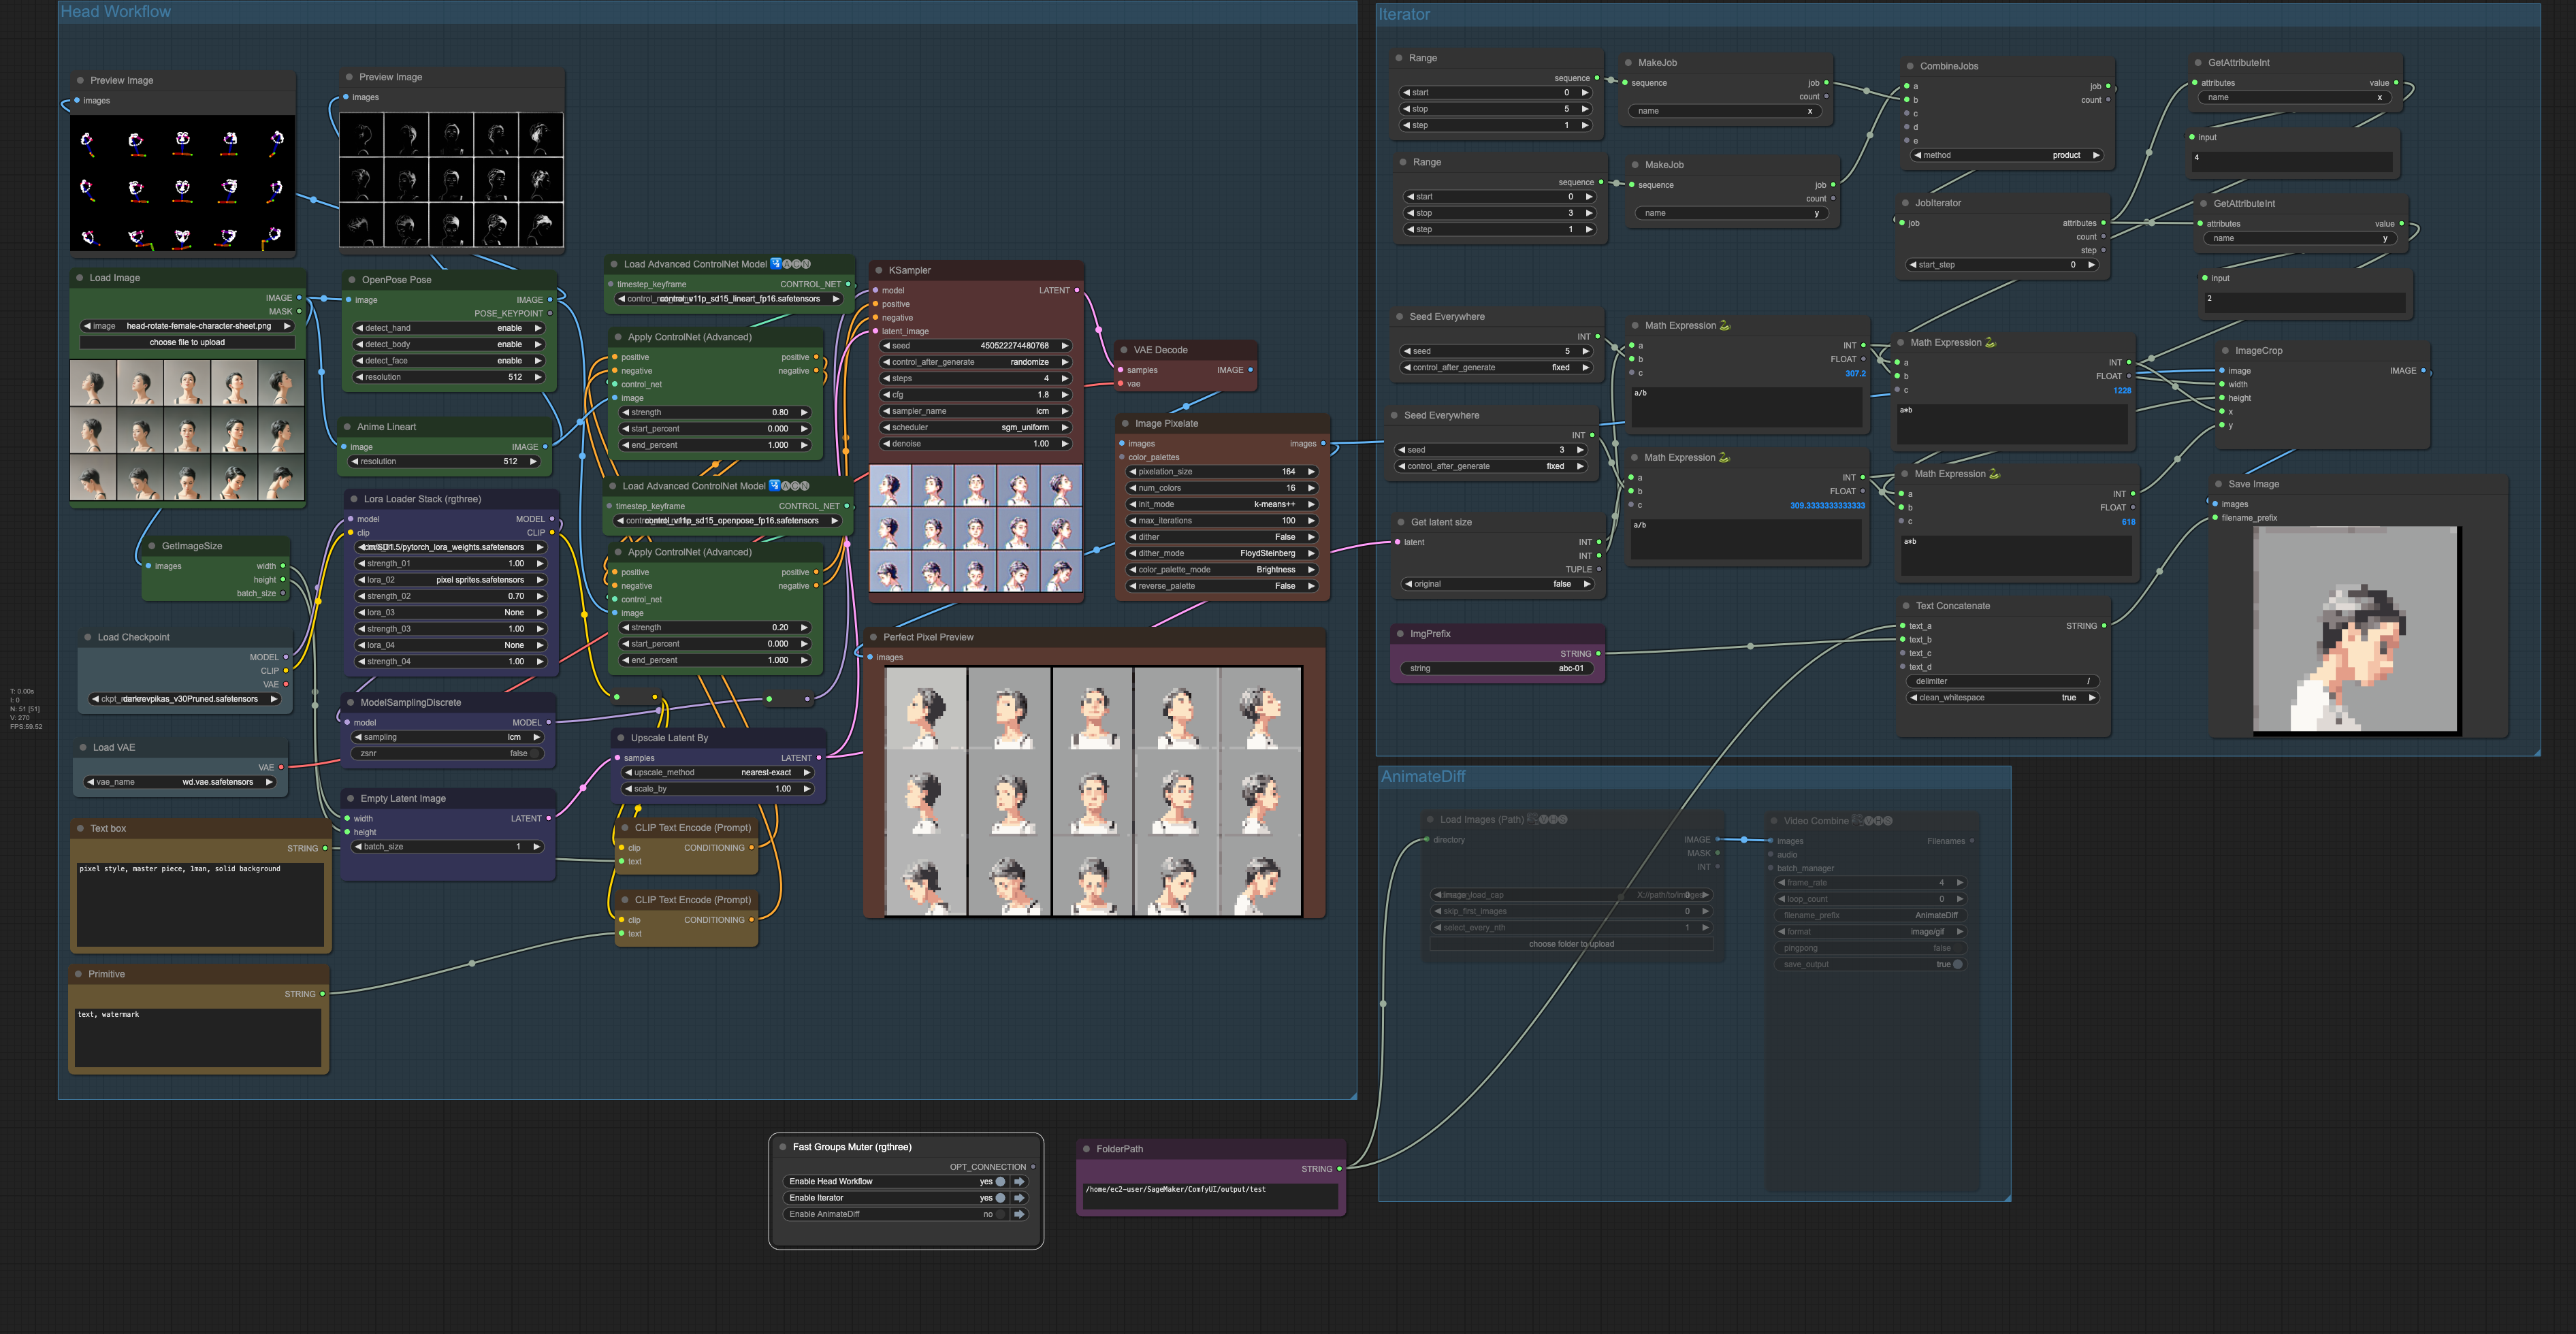 Head Workflow
Preview Image
images
Preview Image
images
Load Image
IMAGE
MASK
image head-rotate-female-character-sheet.png
choose file to upload
OpenPose Pose
image IMAGE
POSE_KEYPOINT
detect_hand enable
detect_body enable
detect_face enable
resolution 512
Anime Lineart
image IMAGE
resolution 512
GetImageSize
images width
height
batch_size
Lora Loader Stack (rgthree)
model MODEL
clip CLIP
strength_01 1.00
lora_02 pixel sprites.safetensors
strength_02 0.70
lora_03 None
strength_03 1.00
lora_04 None
strength_04 1.00
Load Checkpoint
MODEL
CLIP
VAE
darkrevpikas_v30Pruned.safetensors
ModelSamplingDiscrete
model MODEL
sampling lcm
zsnr false
Load VAE
VAE
vae_name wd.vae.safetensors
Empty Latent Image
width LATENT
height
batch_size 1
Text box
STRING
pixel style, master piece, 1man, solid background
Primitive
STRING
text, watermark
Load Advanced ControlNet Model
timestep_keyframe CONTROL_NET
v11p_sd15_lineart_fp16.safetensors
Apply ControlNet (Advanced)
positive positive
negative negative
control_net
image
strength 0.80
start_percent 0.000
end_percent 1.000
Load Advanced ControlNet Model
timestep_keyframe CONTROL_NET
control_v11p_sd15_openpose_fp16.safetensors
Apply ControlNet (Advanced)
positive positive
negative negative
control_net
image
strength 0.20
start_percent 0.000
end_percent 1.000
Upscale Latent By
samples LATENT
upscale_method nearest-exact
scale_by 1.00
CLIP Text Encode (Prompt)
clip CONDITIONING
text
CLIP Text Encode (Prompt)
clip CONDITIONING
text
KSampler
model LATENT
positive
negative
latent_image
seed 450522274480768
control_after_generate randomize
steps 4
cfg 1.8
sampler_name lcm
scheduler sgm_uniform
denoise 1.00
VAE Decode
samples IMAGE
vae
Image Pixelate
images images
color_palettes
pixelation_size 164
num_colors 16
init_mode k-means++
max_iterations 100
dither False
dither_mode FloydSteinberg
color_palette_mode Brightness
reverse_palette False
Perfect Pixel Preview
images
T: 0.00s
I: 0
N: 51 [51]
V: 270
FPS:59.52
Iterator
Range
sequence
start 0
stop 5
step 1
MakeJob
sequence job
count
name x
Range
sequence
start 0
stop 3
step 1
MakeJob
sequence job
count
name y
CombineJobs
a job
b count
c
d
e
method product
JobIterator
job attributes
count
step
start_step 0
GetAttributeInt
attributes value
name x
input
4
GetAttributeInt
attributes value
name y
input
2
Seed Everywhere
INT
seed 5
control_after_generate fixed
Seed Everywhere
INT
seed 3
control_after_generate fixed
Get latent size
latent INT
INT
TUPLE
original false
Math Expression
a INT
b FLOAT
c 307.2
a/b
Math Expression
a INT
b FLOAT
c 309.3333333333333
a/b
Math Expression
a INT
b FLOAT
c 1228
a*b
Math Expression
a INT
b FLOAT
c 618
a*b
ImageCrop
image IMAGE
width
height
x
y
Save Image
images
filename_prefix
ImgPrefix
STRING
string abc-01
Text Concatenate
text_a STRING
text_b
text_c
text_d
delimiter /
clean_whitespace true
AnimateDiff
Load Images (Path)
directory IMAGE
MASK
INT
image_load_cap 0
skip_first_images 0
select_every_nth 1
choose folder to upload
Video Combine
images Filenames
audio
batch_manager
frame_rate 4
loop_count 0
filename_prefix AnimateDiff
format image/gif
pingpong false
save_output true
Fast Groups Muter (rgthree)
OPT_CONNECTION
Enable Head Workflow yes
Enable Iterator yes
Enable AnimateDiff no
FolderPath
STRING
/home/ec2-user/SageMaker/ComfyUI/output/test